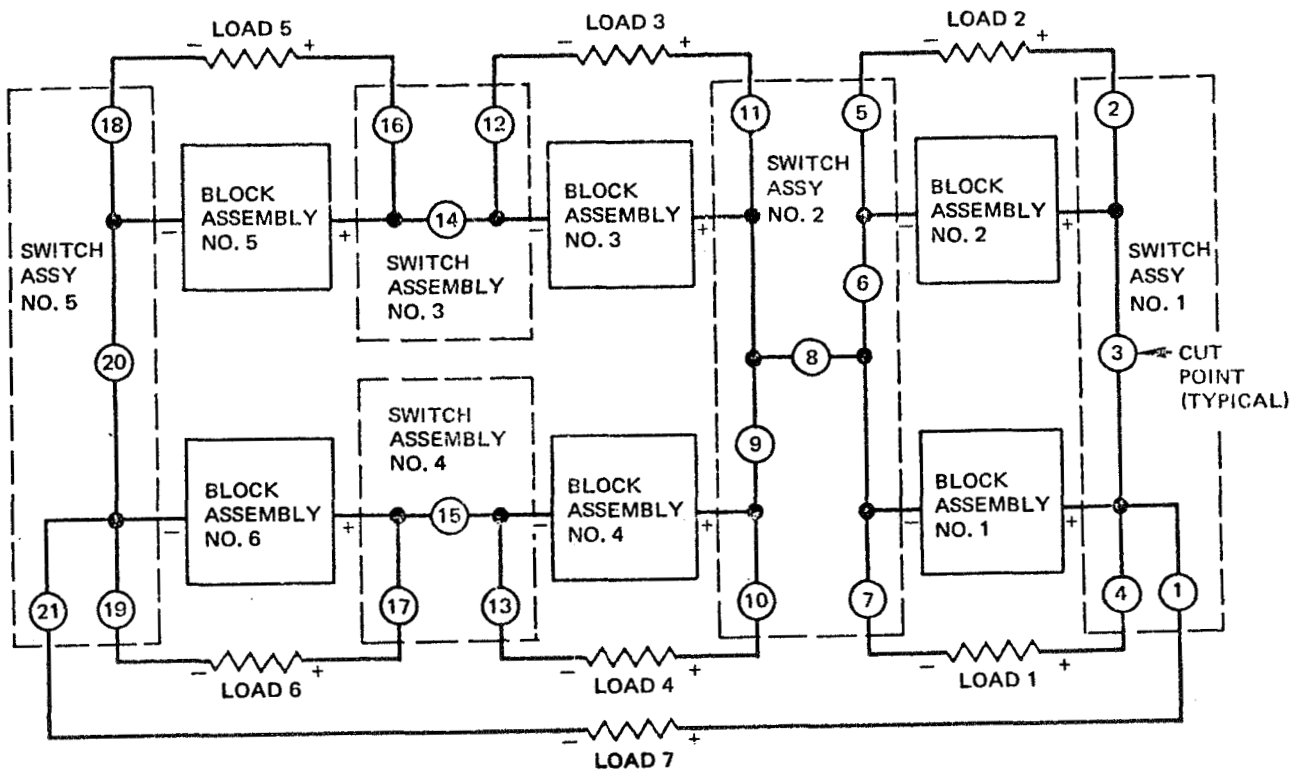 LOAD 5
LOAD 3
LOAD 2
- +
- +
- +
18
16
12
11
5
2
BLOCK
ASSEMBLY
NO. 5
- +
14
BLOCK
ASSEMBLY
NO. 3
- +
SWITCH
ASSY
NO. 2
BLOCK
ASSEMBLY
NO. 2
- +
SWITCH
ASSY
NO. 5
SWITCH
ASSEMBLY
NO. 3
6
SWITCH
ASSY
NO. 1
20
8
3
CUT
POINT
(TYPICAL)
SWITCH
ASSEMBLY
NO. 4
9
BLOCK
ASSEMBLY
NO. 6
- +
15
BLOCK
ASSEMBLY
NO. 4
- +
BLOCK
ASSEMBLY
NO. 1
- +
21
19
17
13
10
7
4
1
- +
- +
- +
LOAD 6
LOAD 4
LOAD 1
- +
LOAD 7